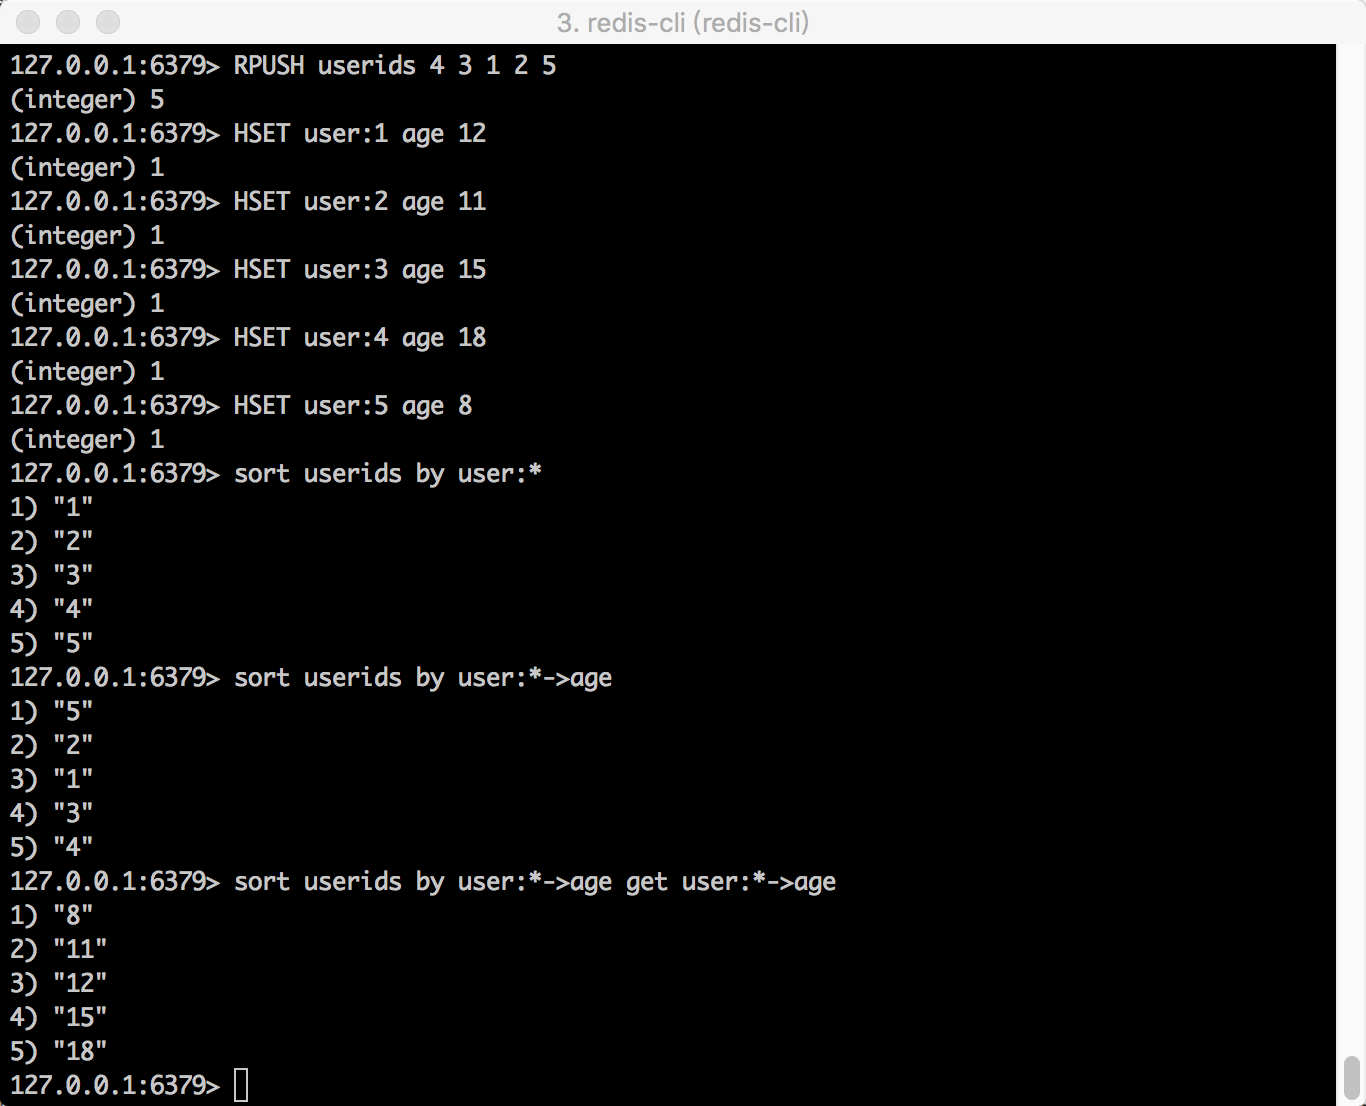 3. redis-cli (redis-cli)
127.0.0.1:6379> RPUSH userids 4 3 1 2 5
(integer) 5
127.0.0.1:6379> HSET user:1 age 12
(integer) 1
127.0.0.1:6379> HSET user:2 age 11
(integer) 1
127.0.0.1:6379> HSET user:3 age 15
(integer) 1
127.0.0.1:6379> HSET user:4 age 18
(integer) 1
127.0.0.1:6379> HSET user:5 age 8
(integer) 1
127.0.0.1:6379> sort userids by user:*
1) "1"
2) "2"
3) "3"
4) "4"
5) "5"
127.0.0.1:6379> sort userids by user:*->age
1) "5"
2) "2"
3) "1"
4) "3"
5) "4"
127.0.0.1:6379> sort userids by user:*->age get user:*->age
1) "8"
2) "11"
3) "12"
4) "15"
5) "18"
127.0.0.1:6379>